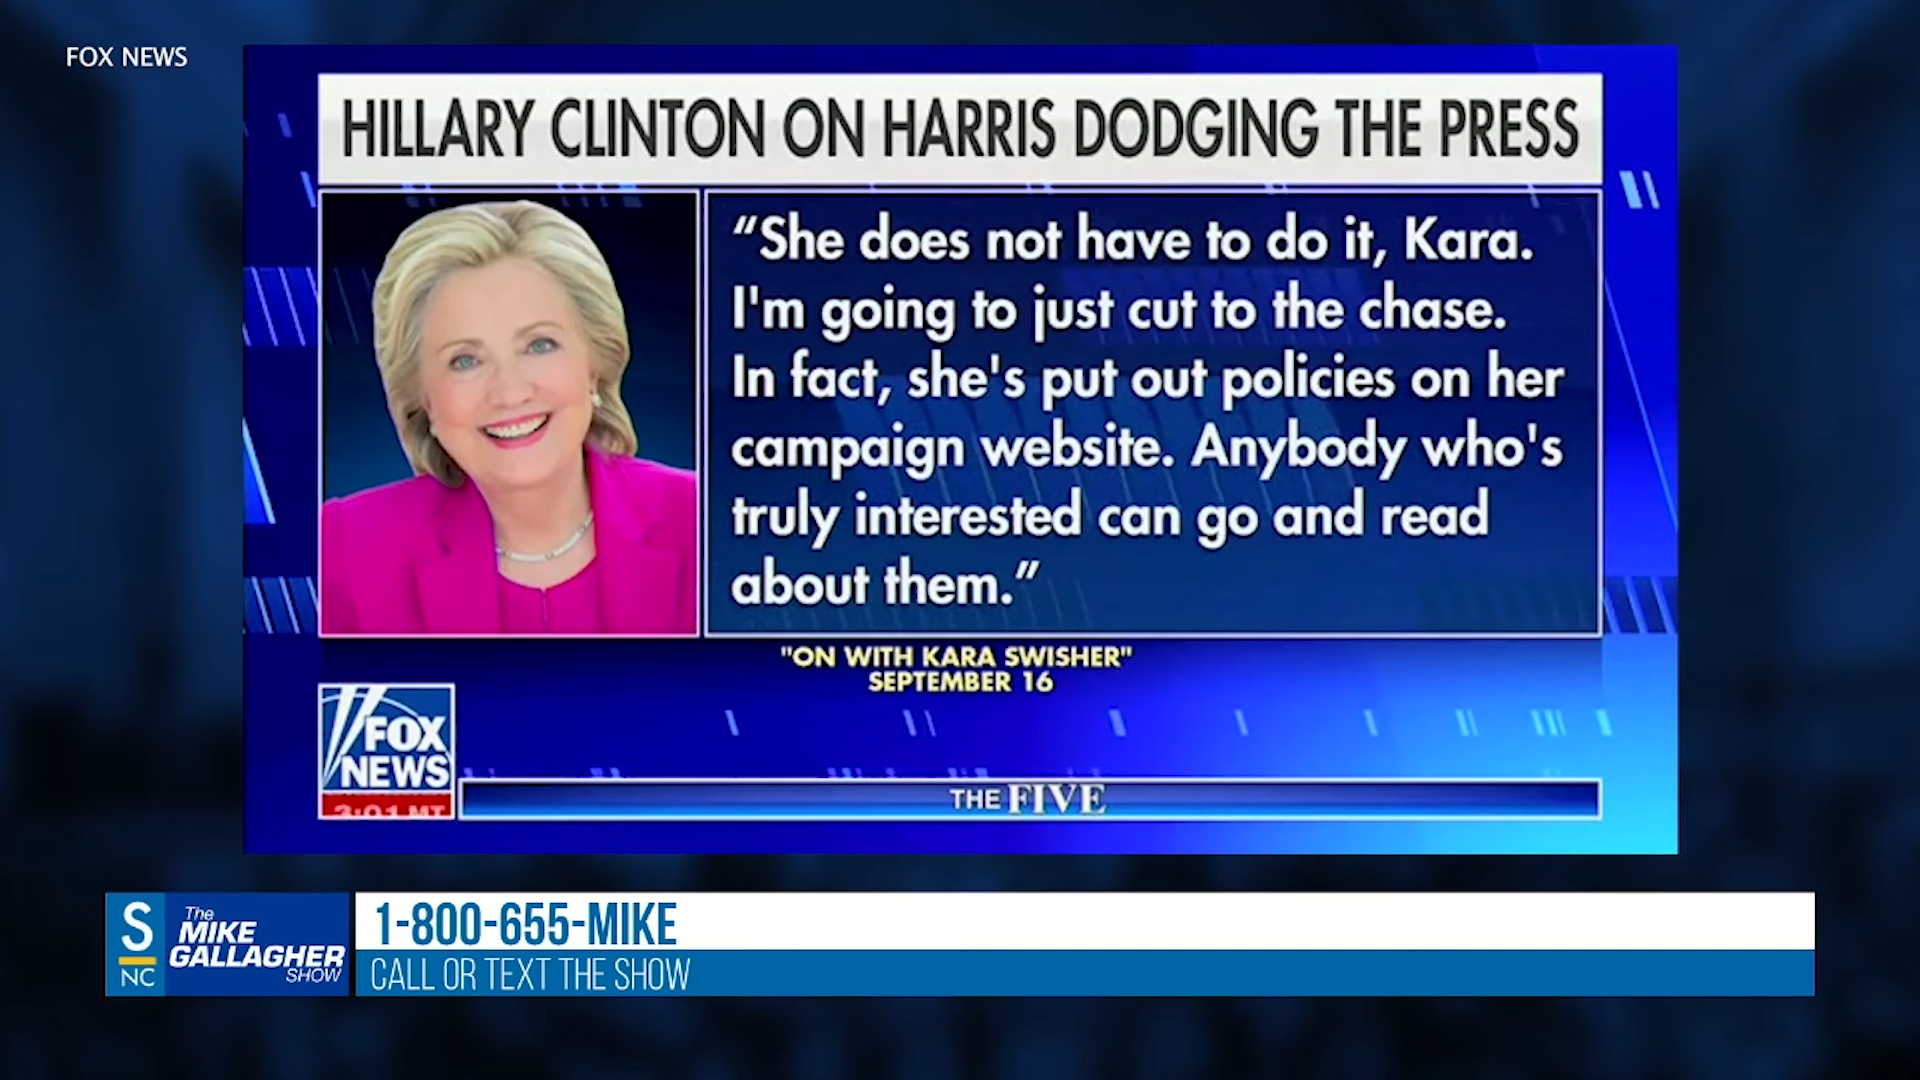 FOX NEWS
HILLARY CLINTON ON HARRIS DODGING THE PRESS
“She does not have to do it, Kara.
I'm going to just cut to the chase.
In fact, she's put out policies on her
campaign website. Anybody who's
truly interested can go and read
about them.”
"ON WITH KARA SWISHER"
SEPTEMBER 16
FOX
NEWS
3:01 MT
THE FIVE
S
NC
The
MIKE
GALLAGHER
SHOW
1-800-655-MIKE
CALL OR TEXT THE SHOW